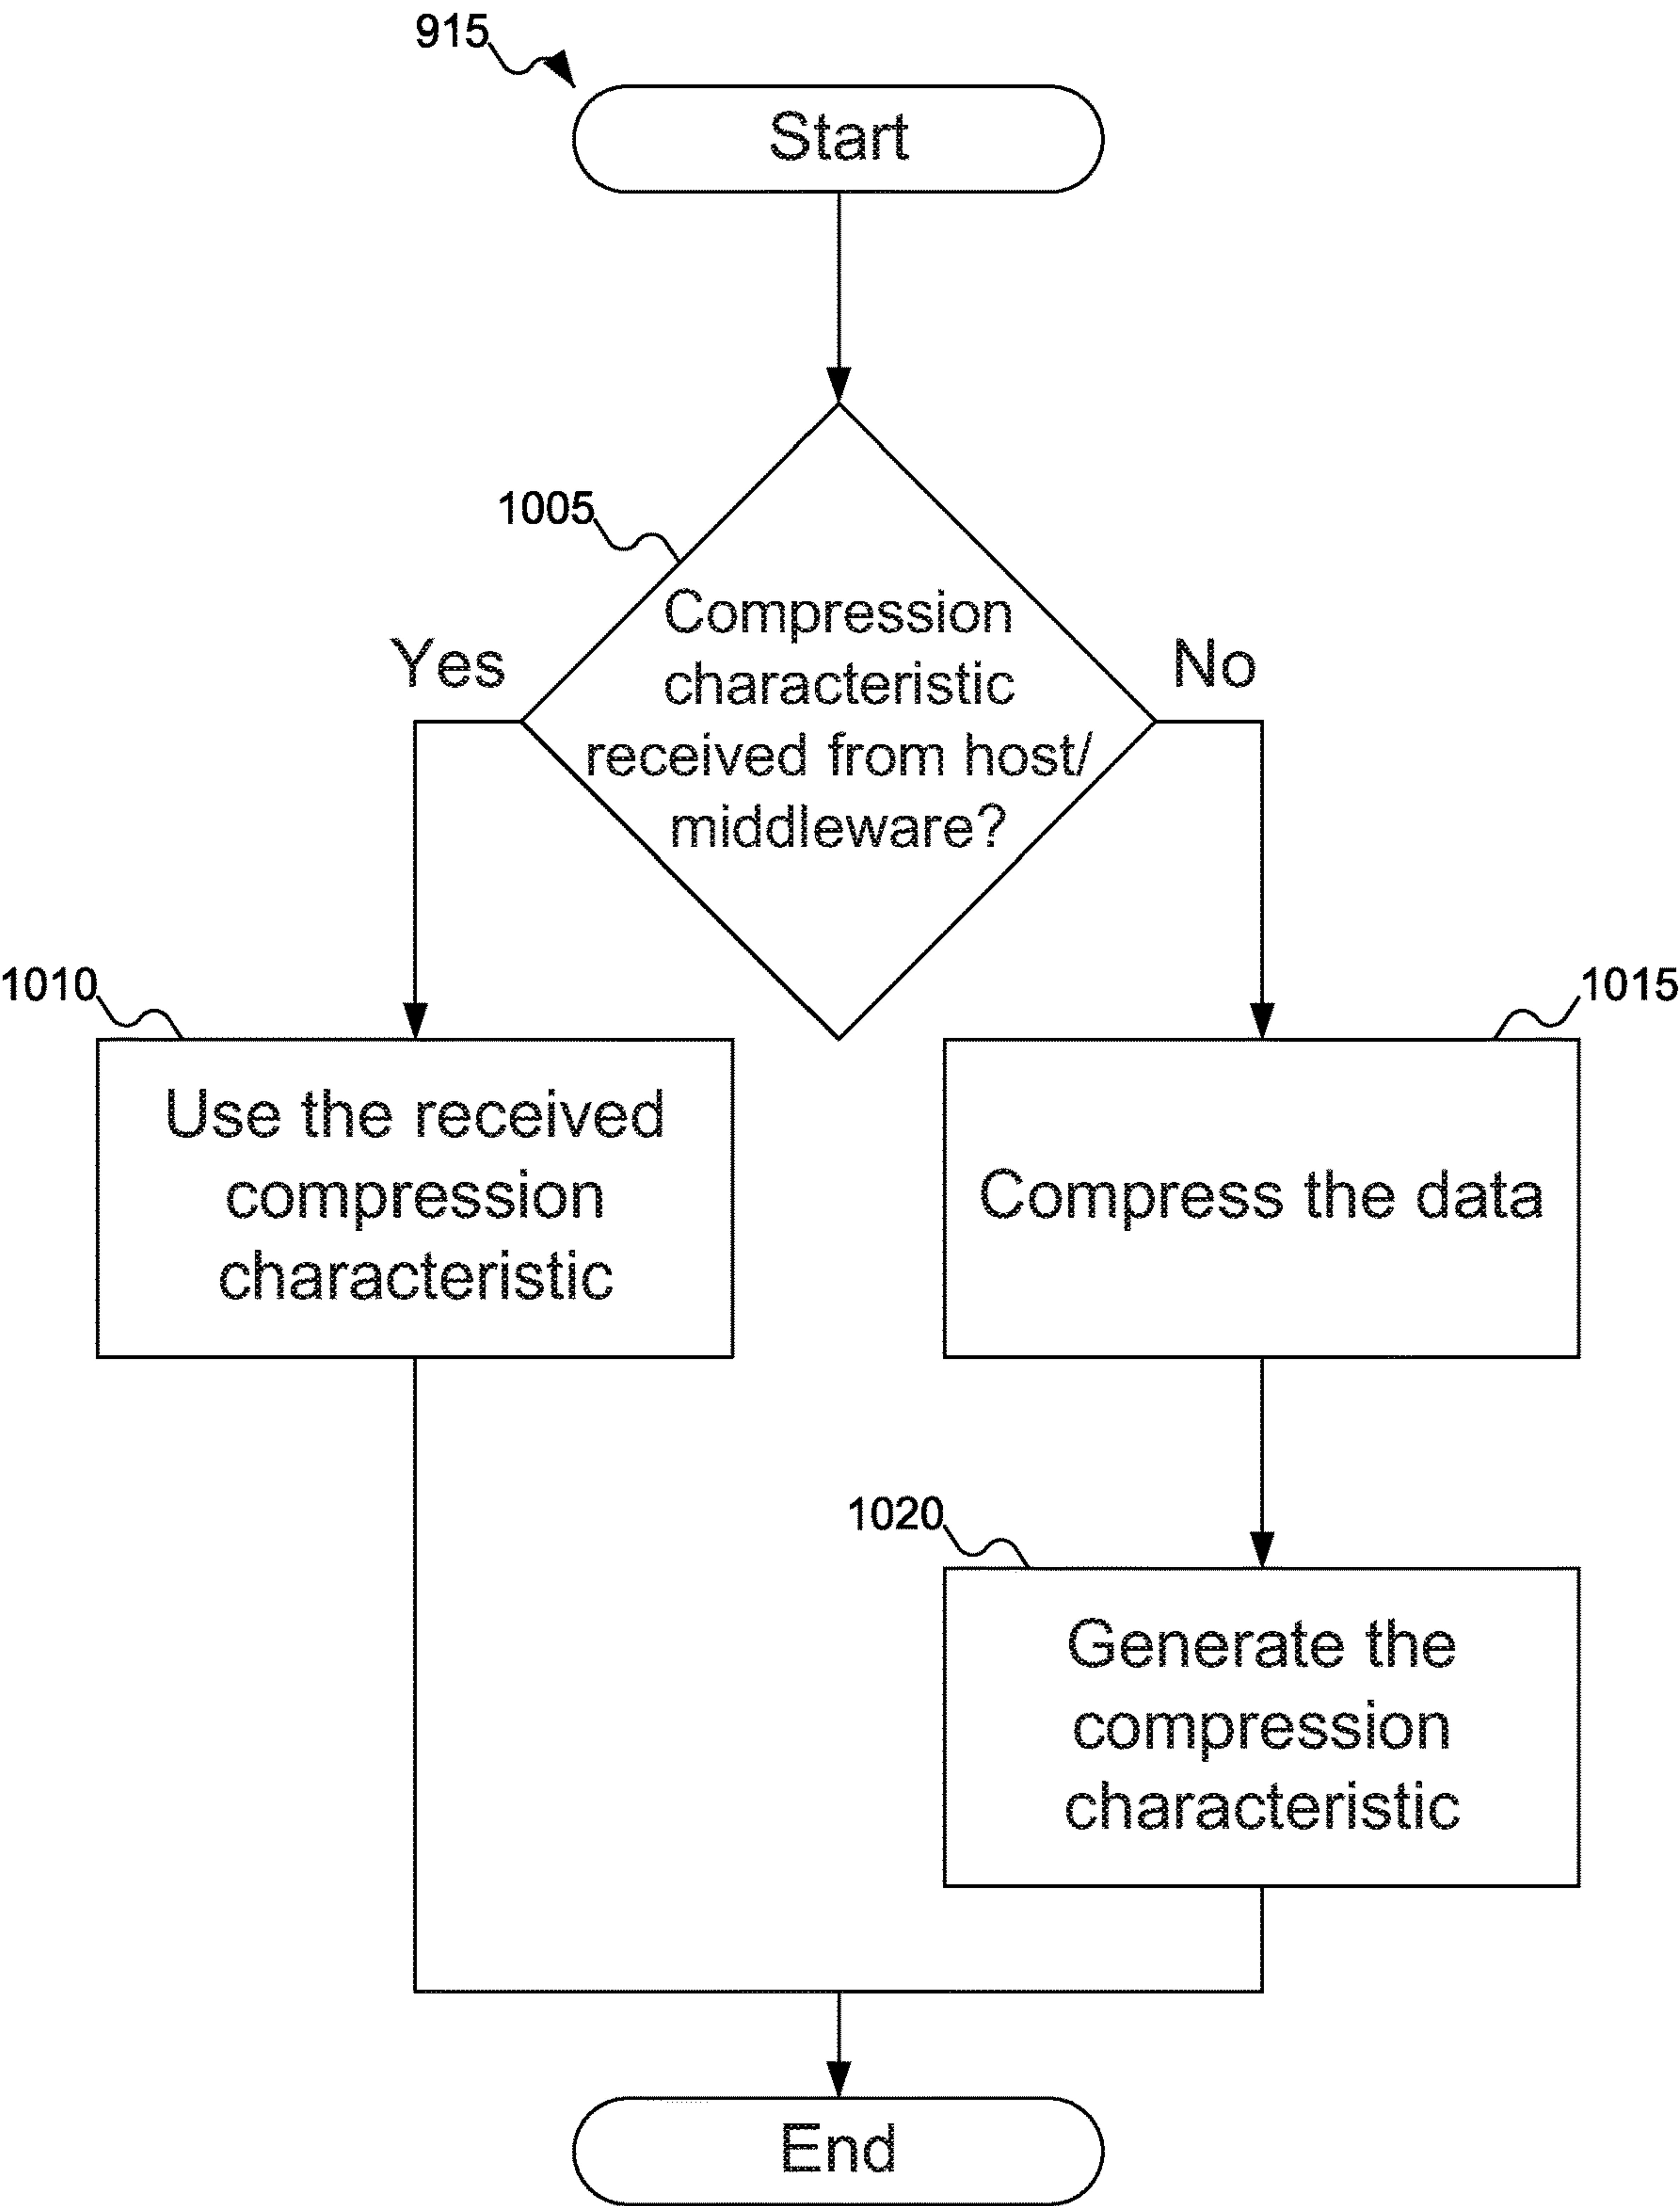 915
Start
1005
Compression
characteristic
received from host/
middleware?
Yes
No
1010
Use the received
compression
characteristic
1015
Compress the data
1020
Generate the
compression
characteristic
End